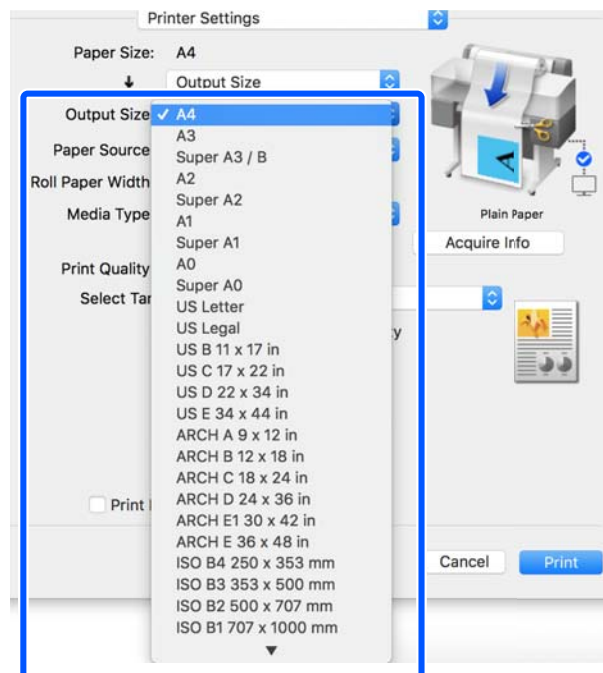 Printer Settings
Paper Size: A4
Output Size
Output Size ✓ A4
A3
Paper Source
Super A3 / B
A2
Roll Paper Width
Super A2
Media Type
A1
Plain Paper
Super A1
Acquire Info
A0
Print Quality
Super A0
Select Tar
US Letter
US Legal
y
US B 11 x 17 in
US C 17 x 22 in
US D 22 x 34 in
US E 34 x 44 in
ARCH A 9 x 12 in
ARCH B 12 x 18 in
ARCH C 18 x 24 in
ARCH D 24 x 36 in
Print
ARCH E1 30 x 42 in
ARCH E 36 x 48 in
ISO B4 250 x 353 mm
Cancel Print
ISO B3 353 x 500 mm
ISO B2 500 x 707 mm
ISO B1 707 x 1000 mm